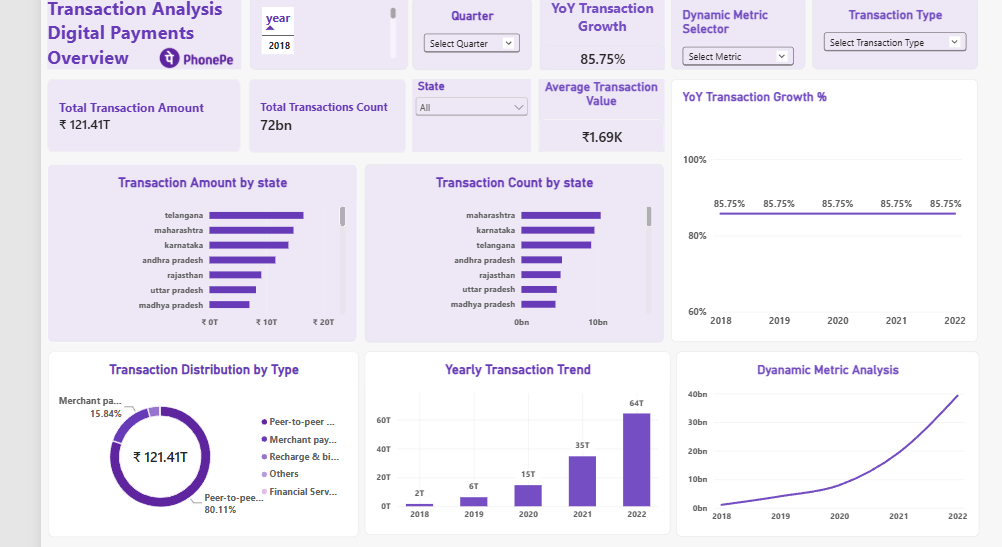 Transaction Analysis
Digital Payments
Overview
PhonePe
year
2018
Quarter
Select Quarter
YoY Transaction
Growth
85.75%
Dynamic Metric
Selector
Select Metric
Transaction Type
Select Transaction Type
Total Transaction Amount
₹ 121.41T
Total Transactions Count
72bn
State
All
Average Transaction
Value
₹1.69K
YoY Transaction Growth %
100%
80%
60%
85.75% 85.75% 85.75% 85.75% 85.75%
2018 2019 2020 2021 2022
Transaction Amount by state
telangana
maharashtra
karnataka
andhra pradesh
rajasthan
uttar pradesh
madhya pradesh
₹ 0T ₹ 10T ₹ 20T
Transaction Count by state
maharashtra
karnataka
telangana
andhra pradesh
rajasthan
uttar pradesh
madhya pradesh
0bn 10bn
Transaction Distribution by Type
Merchant pa...
15.84%
₹ 121.41T
Peer-to-pee...
80.11%
Peer-to-peer ...
Merchant pay...
Recharge & bi...
Others
Financial Serv...
Yearly Transaction Trend
60T
40T
20T
0T
2T 6T 15T 35T 64T
2018 2019 2020 2021 2022
Dyanamic Metric Analysis
40bn
30bn
20bn
10bn
0bn
2018 2019 2020 2021 2022